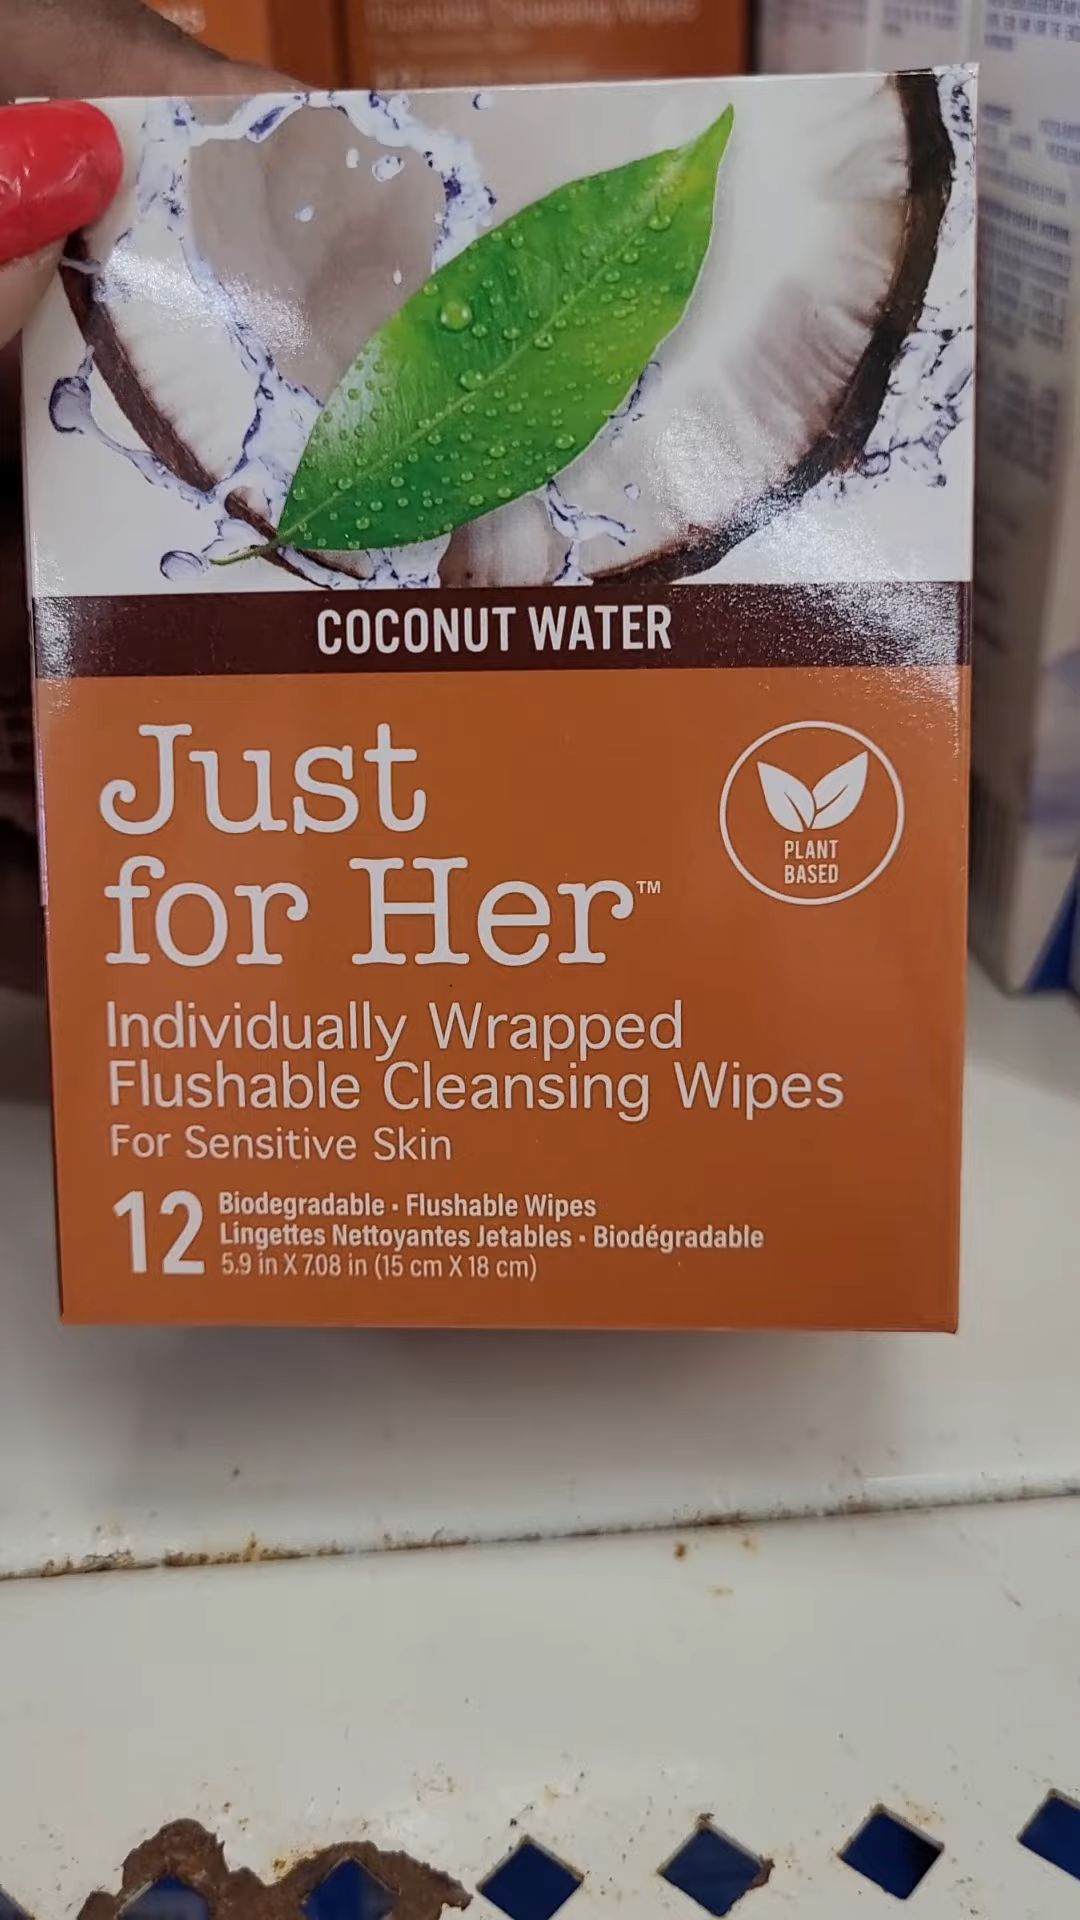 COCONUT WATER
Just
for Her™
PLANT
BASED
Individually Wrapped
Flushable Cleansing Wipes
For Sensitive Skin
12
Biodegradable • Flushable Wipes
Lingettes Nettoyantes Jetables • Biodégradable
5.9 in X 7.08 in (15 cm X 18 cm)